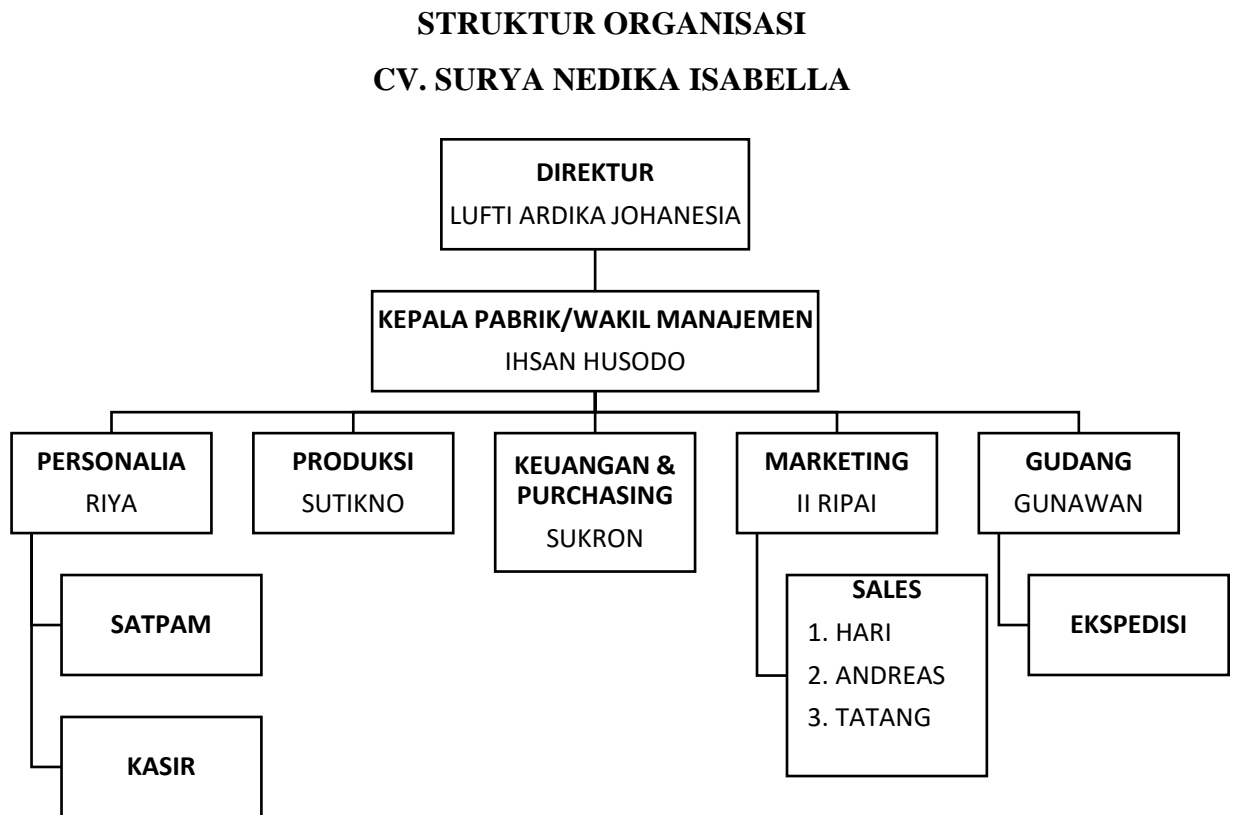 STRUKTUR ORGANISASI
CV. SURYA NEDIKA ISABELLA
DIREKTUR
LUFTI ARDIKA JOHANESIA
KEPALA PABRIK/WAKIL MANAJEMEN
IHSAN HUSODO
PERSONALIA
RIYA
PRODUKSI
SUTIKNO
KEUANGAN &
PURCHASING
SUKRON
MARKETING
II RIPAI
GUDANG
GUNAWAN
SATPAM
KASIR
SALES
1. HARI
2. ANDREAS
3. TATANG
EKSPEDISI